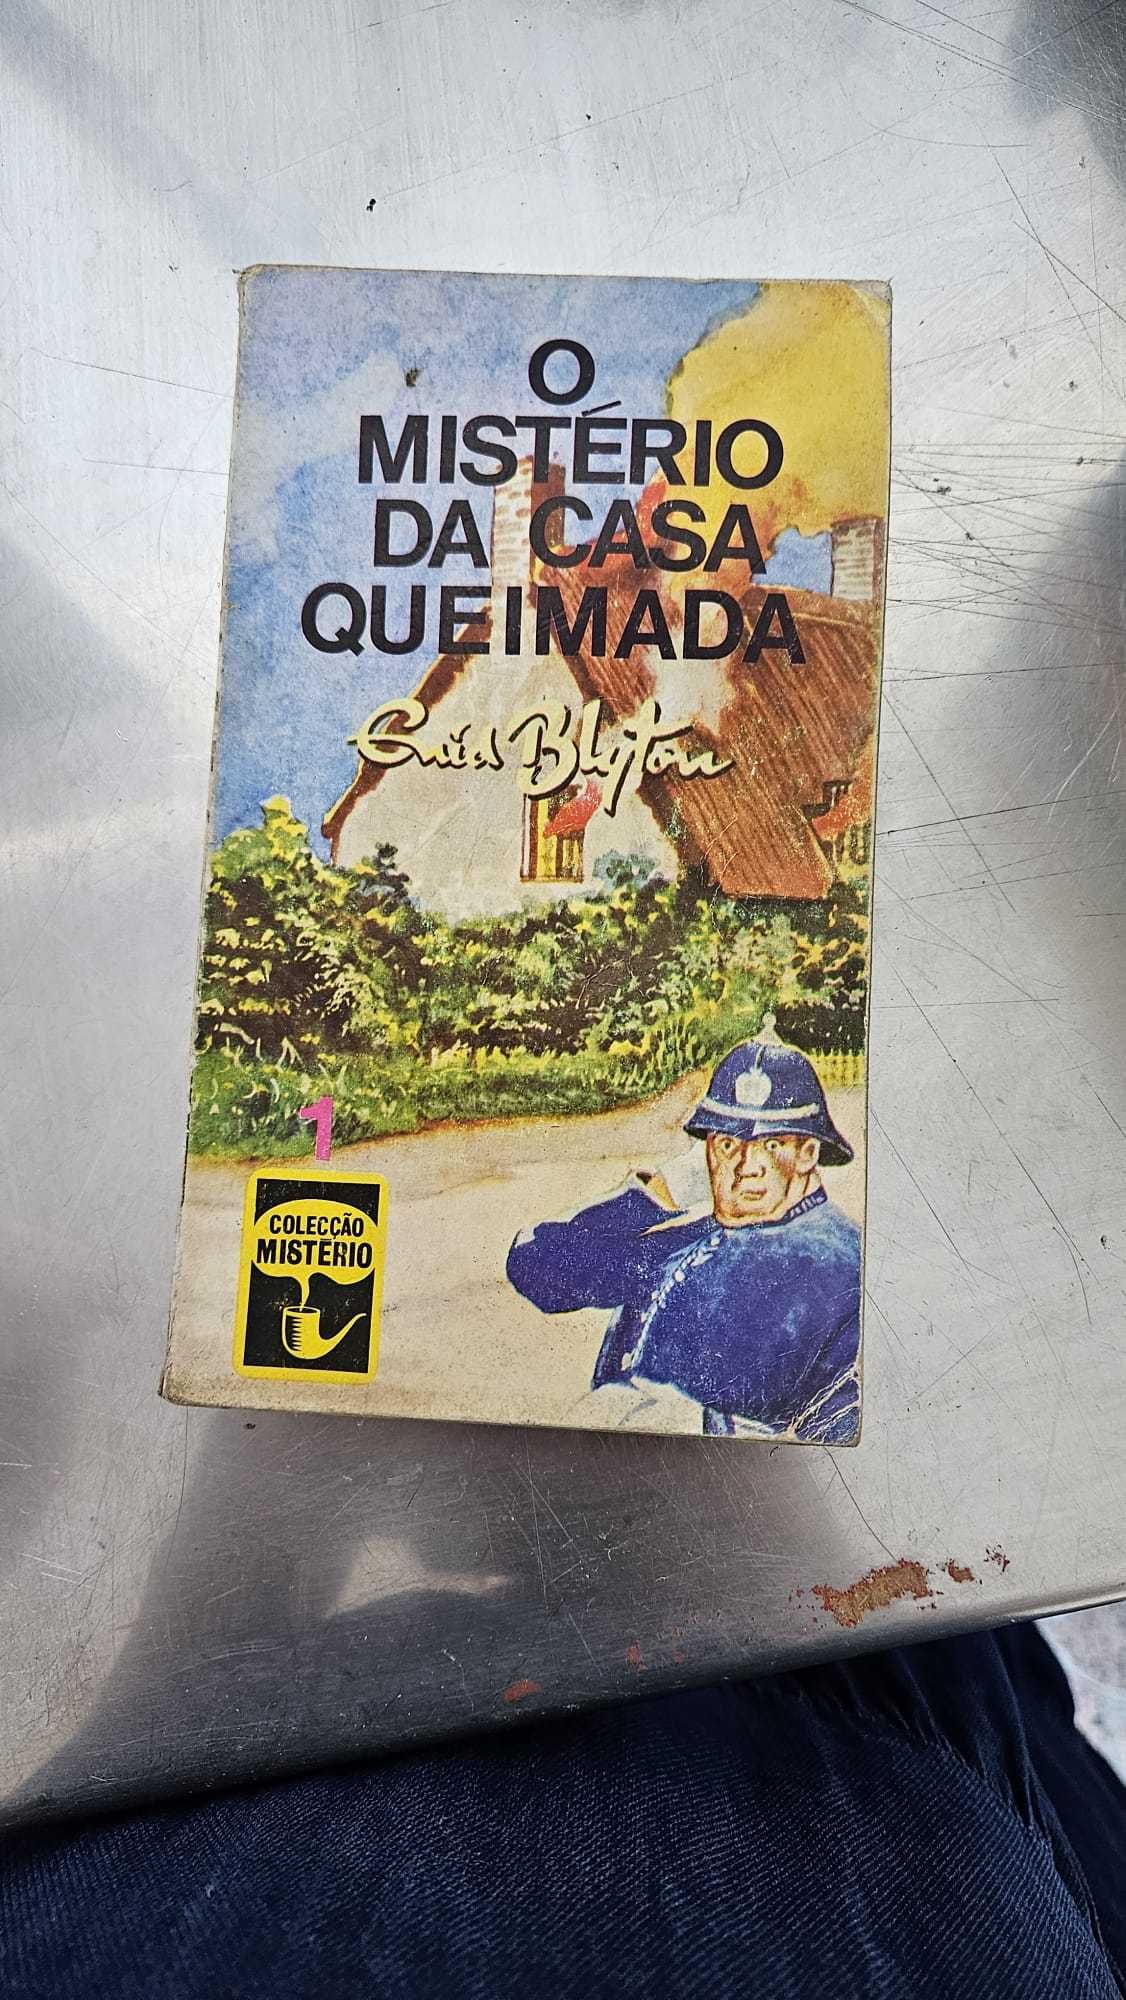 O
MISTÉRIO
DA CASA
QUEIMADA
Enid Blyton
1
COLECÇÃO
MISTÉRIO